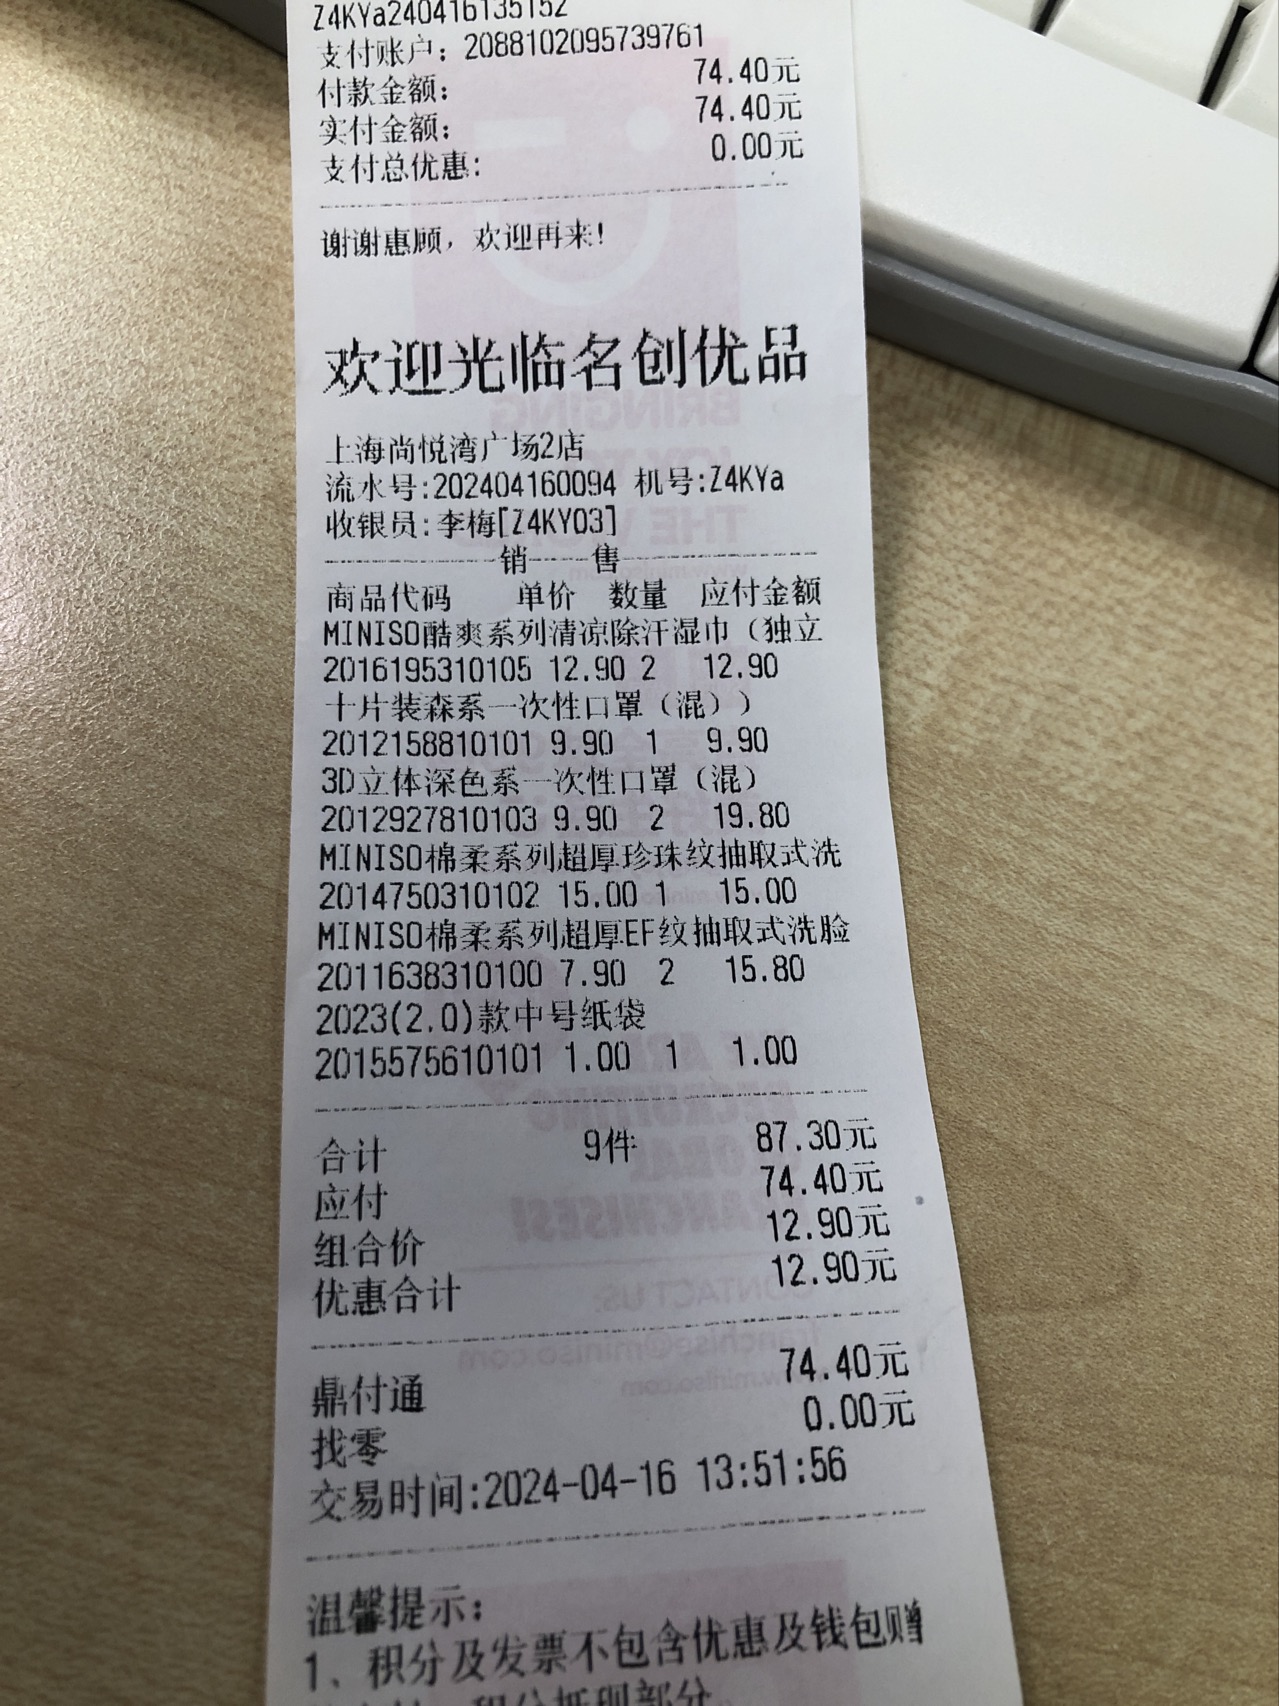 Z4KYa240416135152
支付账户：2088102095739761
付款金额： 74.40元
实付金额： 74.40元
支付总优惠： 0.00元
谢谢惠顾，欢迎再来！
欢迎光临名创优品
上海尚悦湾广场2店
流水号:202404160094 机号:Z4KYa
收银员:李梅[Z4KY03]
销----售
商品代码 单价 数量 应付金额
MINISO酷爽系列清凉除汗湿巾（独立
2016195310105 12.90 2 12.90
十片装森系一次性口罩（混））
2012158810101 9.90 1 9.90
3D立体深色系一次性口罩（混）
2012927810103 9.90 2 19.80
MINISO棉柔系列超厚珍珠纹抽取式洗
2014750310102 15.00 1 15.00
MINISO棉柔系列超厚EF纹抽取式洗脸
2011638310100 7.90 2 15.80
2023(2.0)款中号纸袋
2015575610101 1.00 1 1.00
合计 9件 87.30元
应付 74.40元
组合价 12.90元
优惠合计 12.90元
鼎付通 74.40元
找零 0.00元
交易时间:2024-04-16 13:51:56
温馨提示：
1、积分及发票不包含优惠及钱包赠
积分抵现部分。